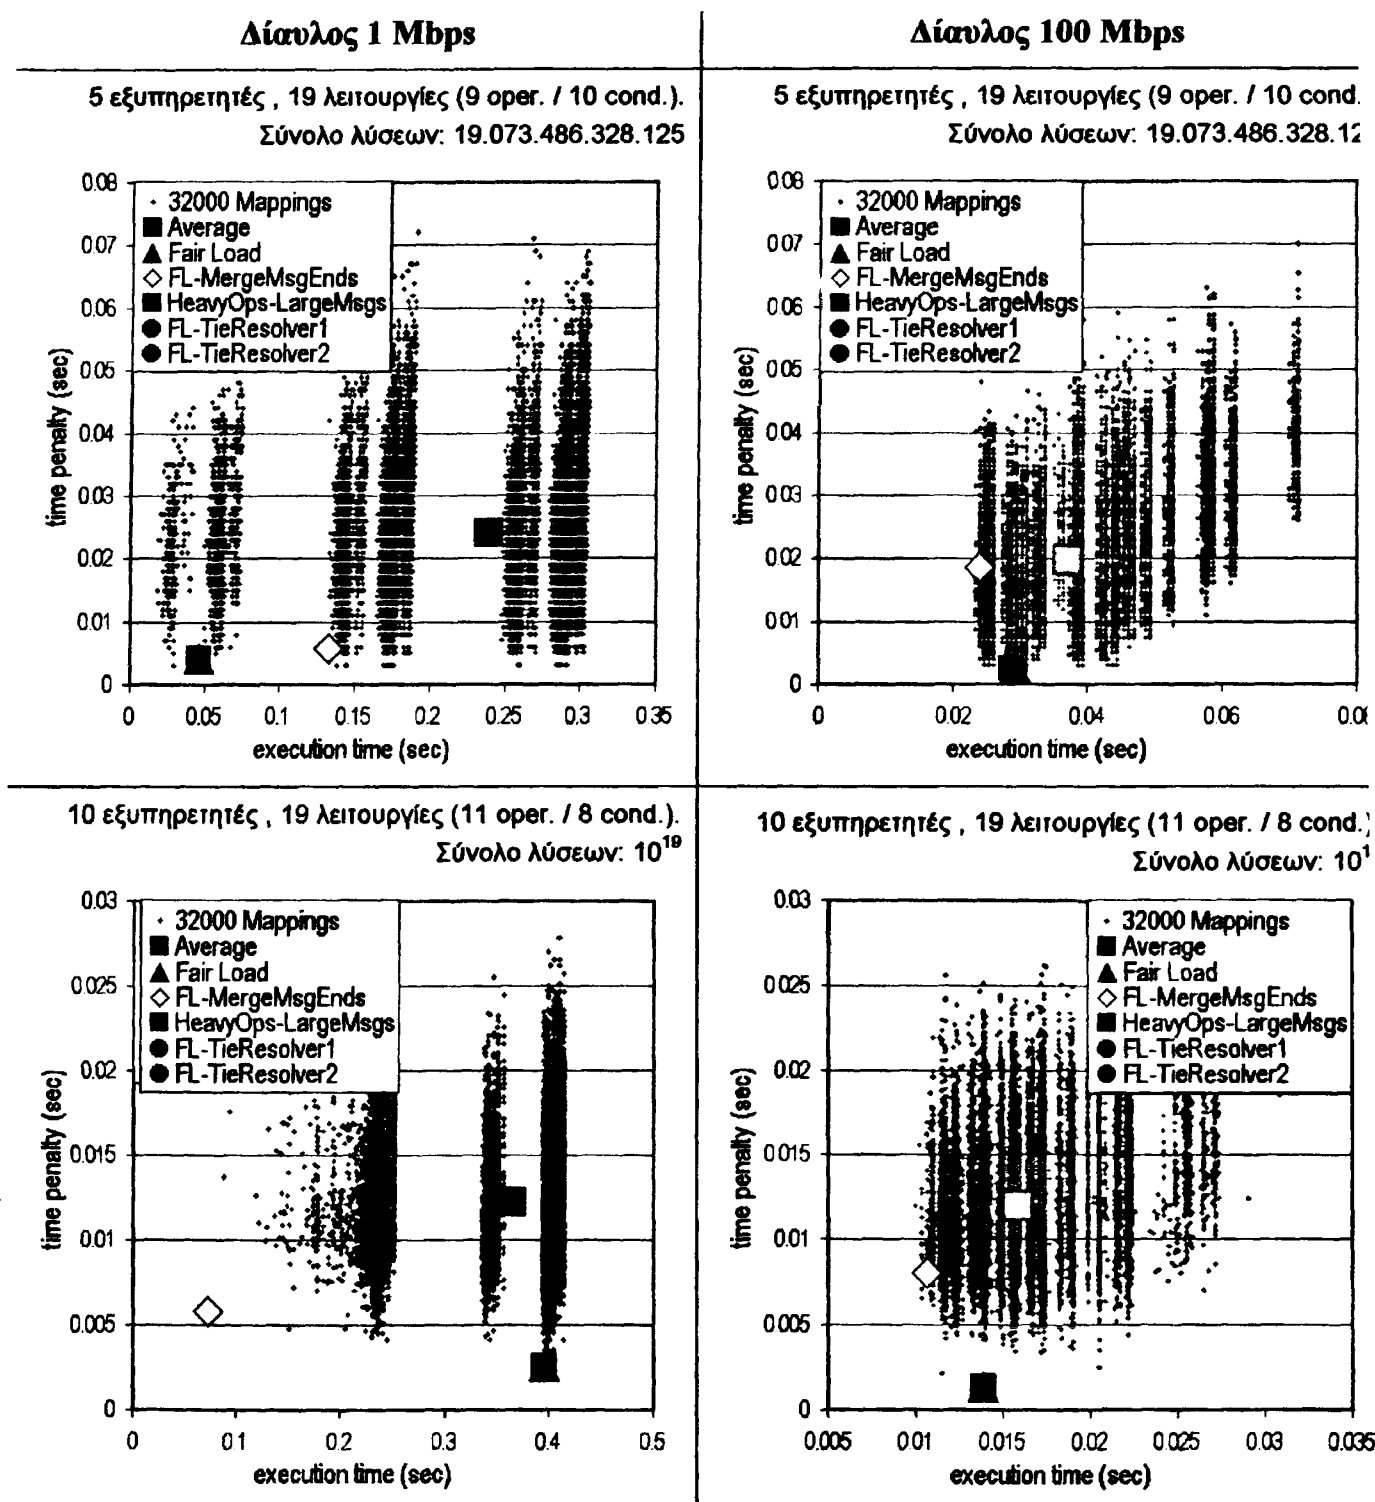 Δίαυλος 1 Mbps
Δίαυλος 100 Mbps
5 εξυπηρετητές , 19 λειτουργίες (9 oper. / 10 cond.).
Σύνολο λύσεων: 19.073.486.328.125
0.08
0.07
0.06
0.05
0.04
0.03
0.02
0.01
0
time penalty (sec)
32000 Mappings
Average
Fair Load
FL-MergeMsgEnds
HeavyOps-LargeMsgs
FL-TieResolver1
FL-TieResolver2
0 0.05 0.1 0.15 0.2 0.25 0.3 0.35
execution time (sec)
5 εξυπηρετητές , 19 λειτουργίες (9 oper. / 10 cond.
Σύνολο λύσεων: 19.073.486.328.12
0.08
0.07
0.06
0.05
0.04
0.03
0.02
0.01
0
time penalty (sec)
32000 Mappings
Average
Fair Load
FL-MergeMsgEnds
HeavyOps-LargeMsgs
FL-TieResolver1
FL-TieResolver2
0 0.02 0.04 0.06 0.0
execution time (sec)
10 εξυπηρετητές , 19 λειτουργίες (11 oper. / 8 cond.).
Σύνολο λύσεων: 10¹⁹
0.03
0.025
0.02
0.015
0.01
0.005
0
time penalty (sec)
32000 Mappings
Average
Fair Load
FL-MergeMsgEnds
HeavyOps-LargeMsgs
FL-TieResolver1
FL-TieResolver2
0 0.1 0.2 0.3 0.4 0.5
execution time (sec)
10 εξυπηρετητές , 19 λειτουργίες (11 oper. / 8 cond.)
Σύνολο λύσεων: 10¹
0.03
0.025
0.02
0.015
0.01
0.005
0
time penalty (sec)
32000 Mappings
Average
Fair Load
FL-MergeMsgEnds
HeavyOps-LargeMsgs
FL-TieResolver1
FL-TieResolver2
0.005 0.01 0.015 0.02 0.025 0.03 0.035
execution time (sec)